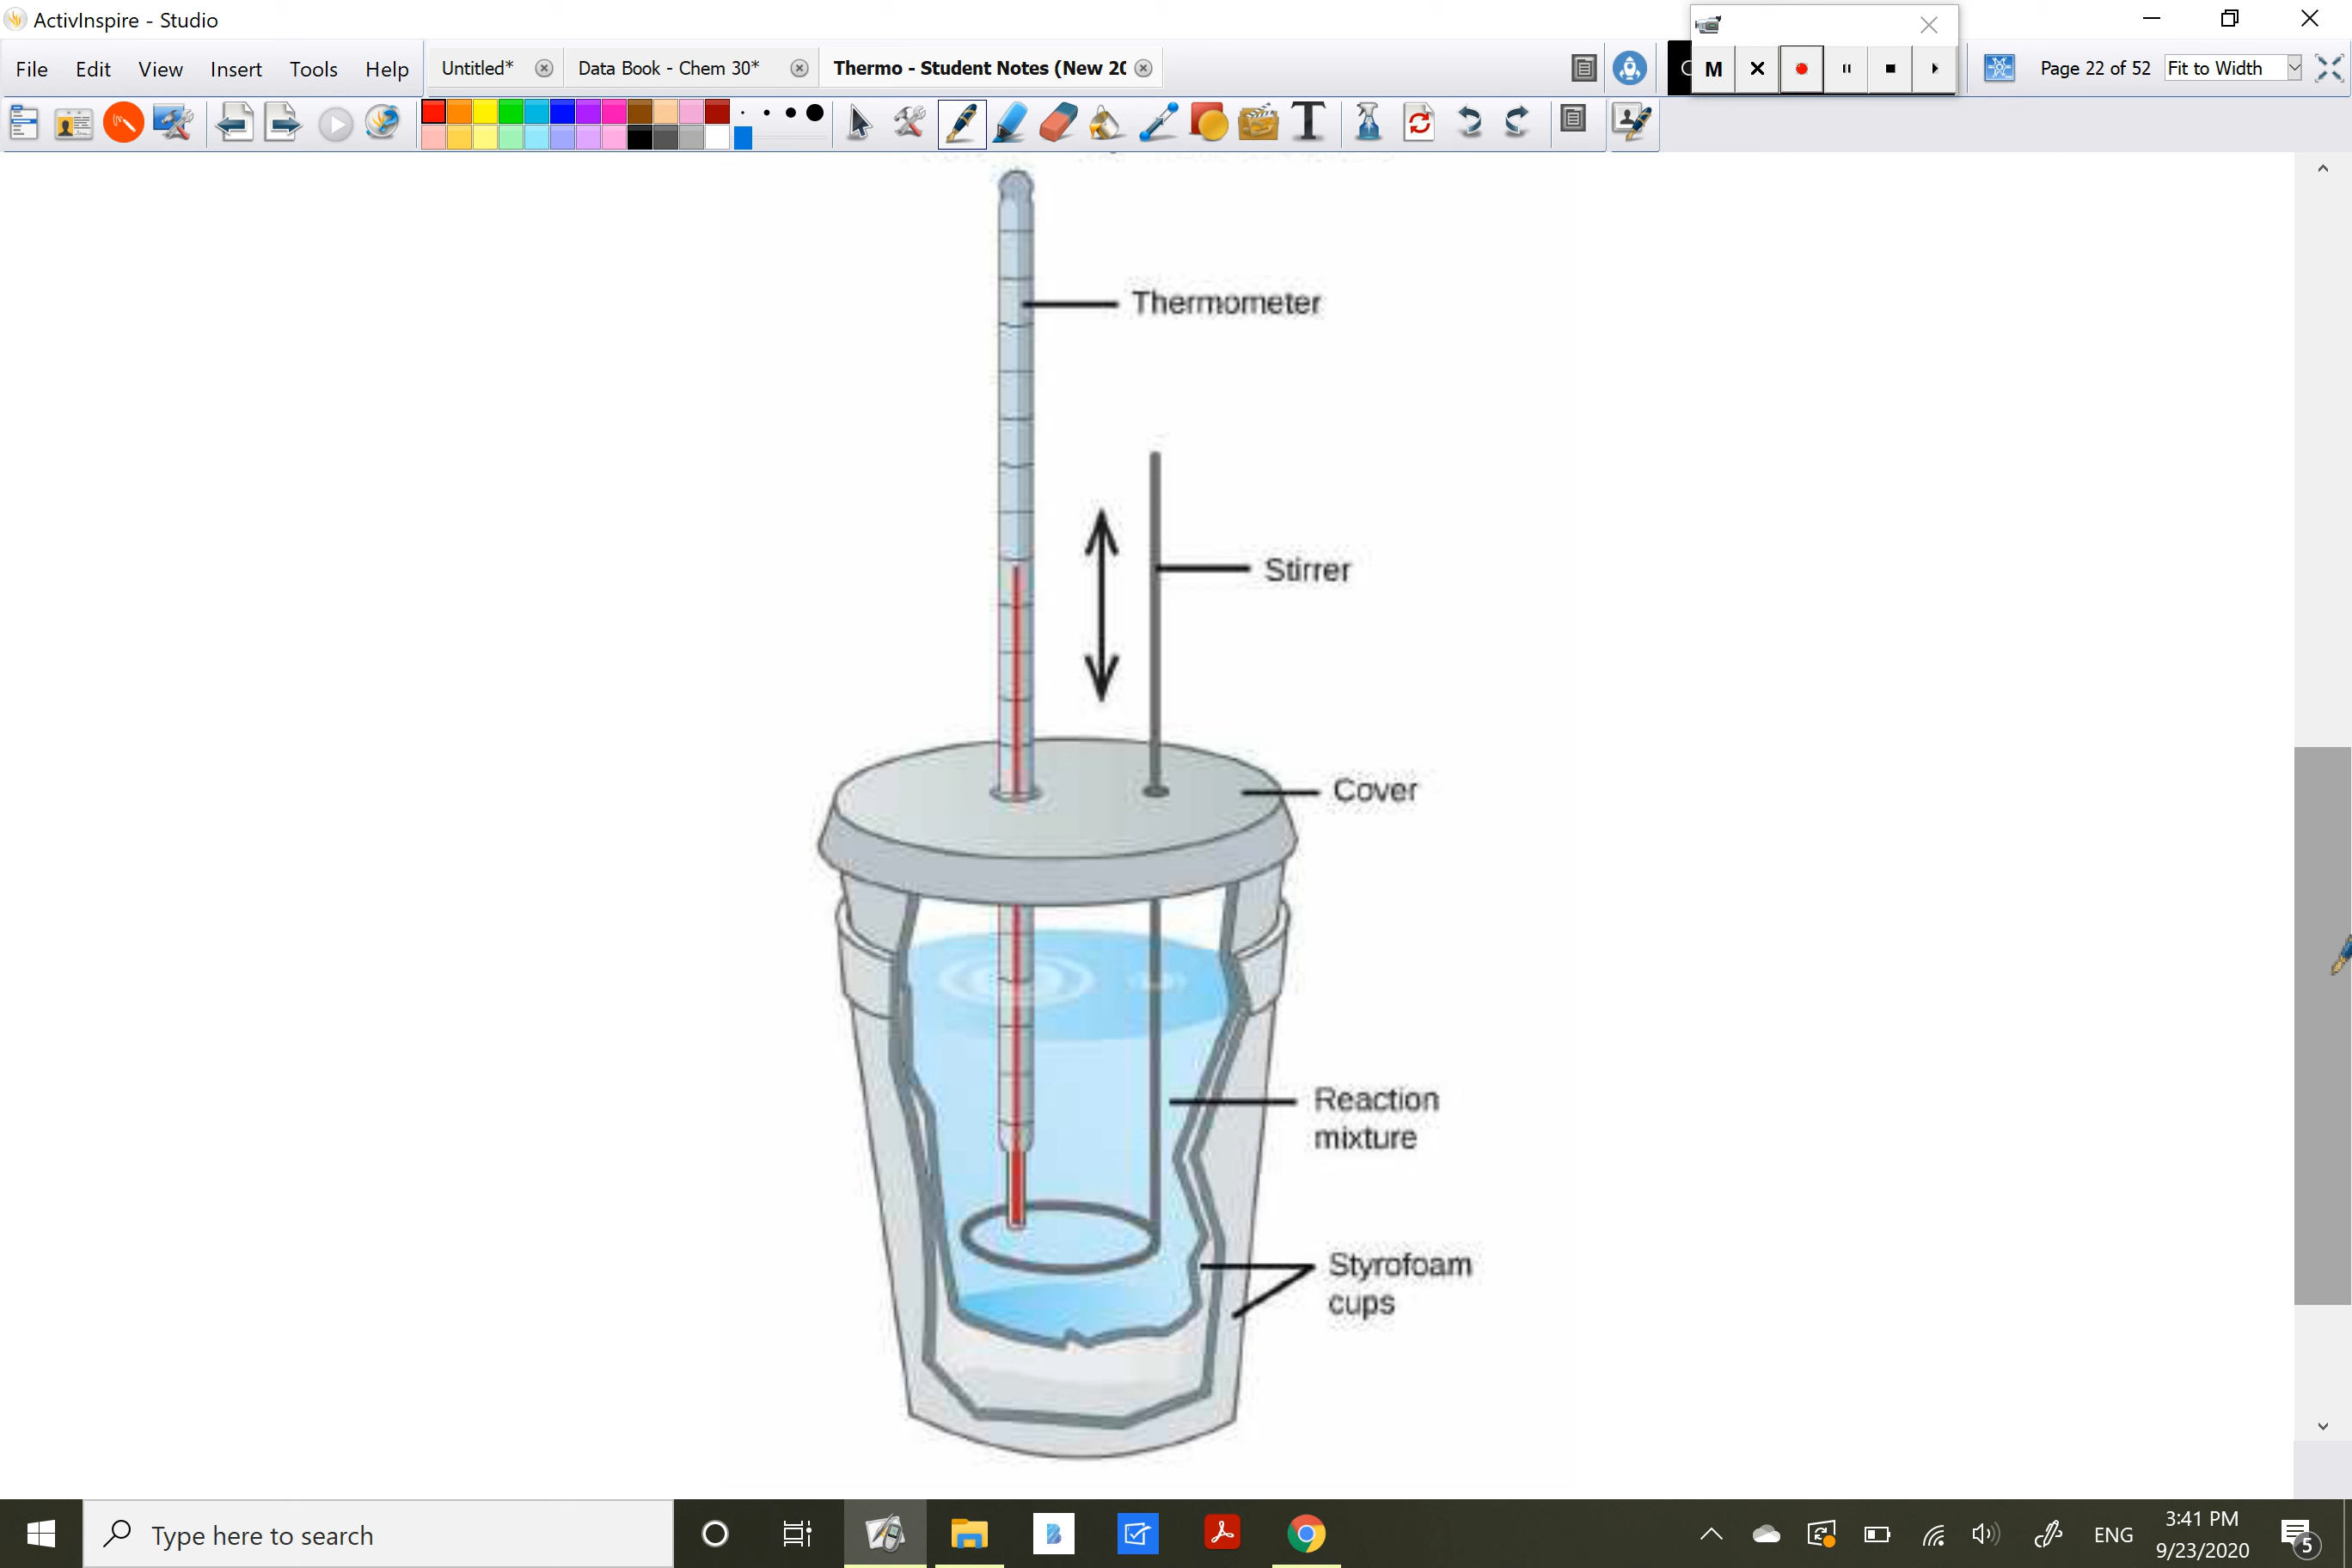 ActivInspire - Studio
File Edit View Insert Tools Help
Untitled* Data Book - Chem 30* Thermo - Student Notes (New 20
M
Page 22 of 52 Fit to Width
T
Thermometer
Stirrer
Cover
Reaction
mixture
Styrofoam
cups
Type here to search
ENG
3:41 PM
9/23/2020
5